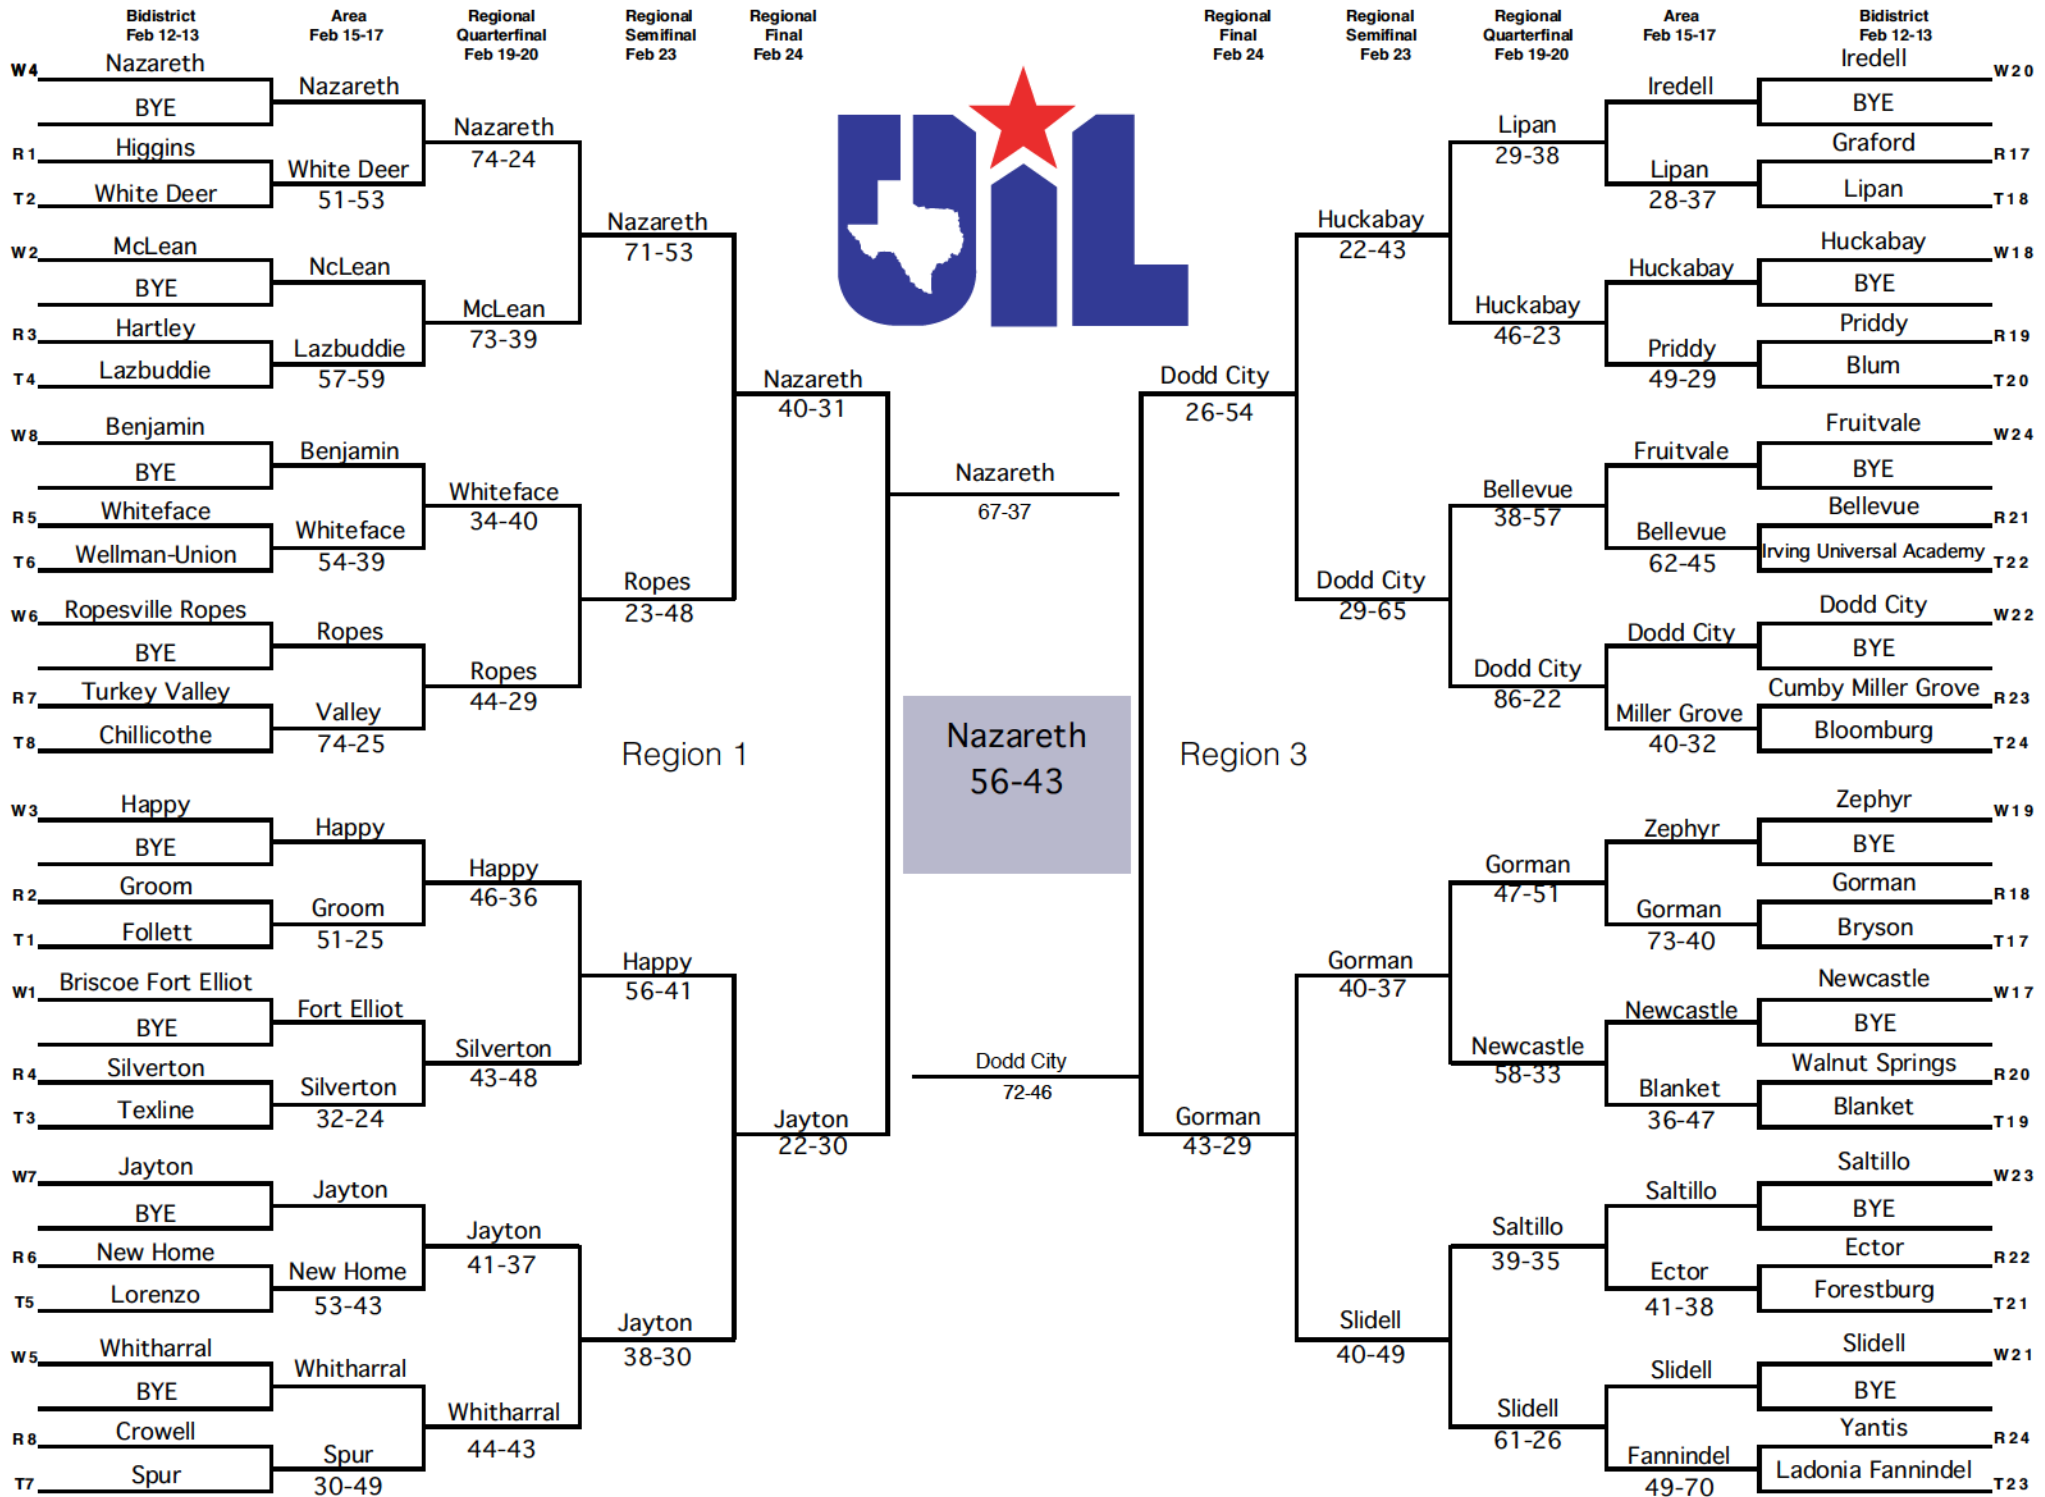 Bidistrict
Feb 12-13
Area
Feb 15-17
Regional
Quarterfinal
Feb 19-20
Regional
Semifinal
Feb 23
Regional
Final
Feb 24
Regional
Final
Feb 24
Regional
Semifinal
Feb 23
Regional
Quarterfinal
Feb 19-20
Area
Feb 15-17
Bidistrict
Feb 12-13
UIL
W4
Nazareth
BYE
R1
Higgins
T2
White Deer
W2
McLean
BYE
R3
Hartley
T4
Lazbuddie
W8
Benjamin
BYE
R5
Whiteface
T6
Wellman-Union
W6
Ropesville Ropes
BYE
R7
Turkey Valley
T8
Chillicothe
W3
Happy
BYE
R2
Groom
T1
Follett
W1
Briscoe Fort Elliot
BYE
R4
Silverton
T3
Texline
W7
Jayton
BYE
R6
New Home
T5
Lorenzo
W5
Whitharral
BYE
R8
Crowell
T7
Spur
Nazareth
White Deer
51-53
NcLean
Lazbuddie
57-59
Benjamin
Whiteface
54-39
Ropes
Valley
74-25
Happy
Groom
51-25
Fort Elliot
Silverton
32-24
Jayton
New Home
53-43
Whitharral
Spur
30-49
Nazareth
74-24
McLean
73-39
Whiteface
34-40
Ropes
44-29
Happy
46-36
Silverton
43-48
Jayton
41-37
Whitharral
44-43
Nazareth
71-53
Ropes
23-48
Region 1
Happy
56-41
Jayton
38-30
Nazareth
40-31
Jayton
22-30
Nazareth
67-37
Nazareth
56-43
Dodd City
72-46
Dodd City
26-54
Region 3
Gorman
43-29
Huckabay
22-43
Dodd City
29-65
Gorman
40-37
Slidell
40-49
Lipan
29-38
Huckabay
46-23
Bellevue
38-57
Dodd City
86-22
Gorman
47-51
Newcastle
58-33
Saltillo
39-35
Slidell
61-26
Iredell
Lipan
28-37
Huckabay
Priddy
49-29
Fruitvale
Bellevue
62-45
Dodd City
Miller Grove
40-32
Zephyr
Gorman
73-40
Newcastle
Blanket
36-47
Saltillo
Ector
41-38
Slidell
Fannindel
49-70
Iredell
W20
BYE
Graford
R17
Lipan
T18
Huckabay
W18
BYE
Priddy
R19
Blum
T20
Fruitvale
W24
BYE
Bellevue
R21
Irving Universal Academy
T22
Dodd City
W22
BYE
Cumby Miller Grove
R23
Bloomburg
T24
Zephyr
W19
BYE
Gorman
R18
Bryson
T17
Newcastle
W17
BYE
Walnut Springs
R20
Blanket
T19
Saltillo
W23
BYE
Ector
R22
Forestburg
T21
Slidell
W21
BYE
Yantis
R24
Ladonia Fannindel
T23